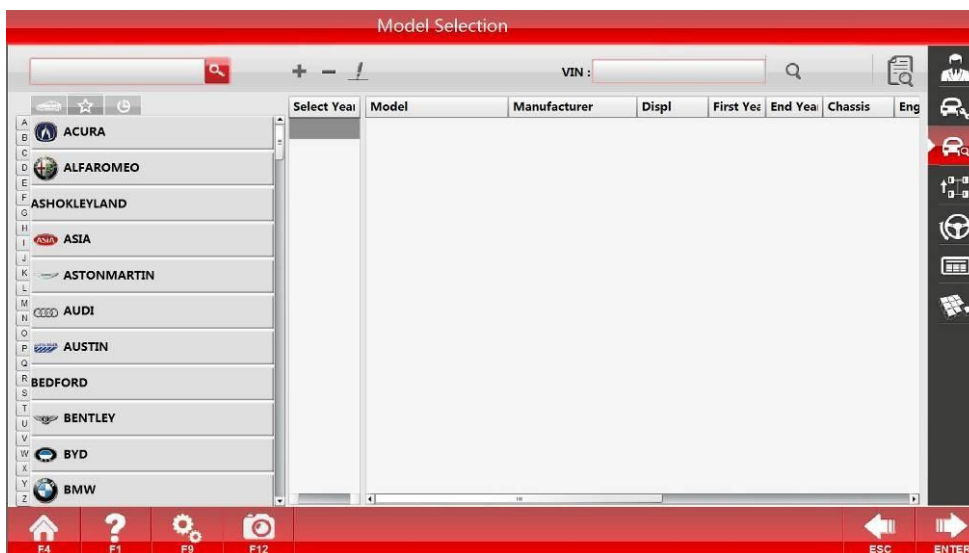 Model Selection
VIN :
Select Year
Model
Manufacturer
Displ
First Yea
End Yea
Chassis
Eng
A
B
C
D
E
F
G
H
I
J
K
L
M
N
O
P
Q
R
S
T
U
V
W
X
Y
Z
ACURA
ALFAROMEO
ASHOKLEYLAND
ASIA
ASIA
ASTONMARTIN
AUDI
AUSTIN
BEDFORD
BENTLEY
BYD
BMW
F4
F1
F9
F12
ESC
ENTER